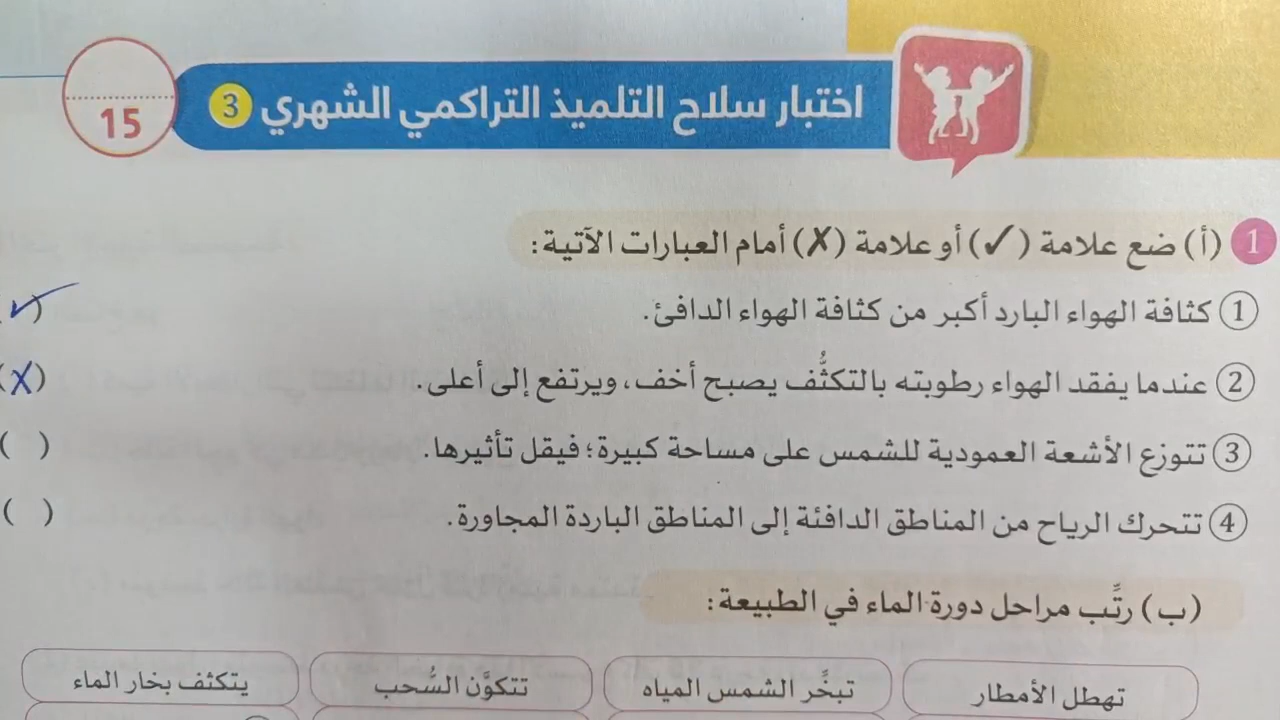 اختبار سلاح التلميذ التراكمي الشهري 3
15
1 (أ) ضع علامة (✓) أو علامة (✗) أمام العبارات الآتية:
1 كثافة الهواء البارد أكبر من كثافة الهواء الدافئ. (✓)
2 عندما يفقد الهواء رطوبته بالتكثُّف يصبح أخف، ويرتفع إلى أعلى. (✗)
3 تتوزع الأشعة العمودية للشمس على مساحة كبيرة؛ فيقل تأثيرها. ( )
4 تتحرك الرياح من المناطق الدافئة إلى المناطق الباردة المجاورة. ( )
(ب) رتِّب مراحل دورة الماء في الطبيعة:
تهطل الأمطار تبخِّر الشمس المياه تتكوَّن السُّحب يتكثف بخار الماء